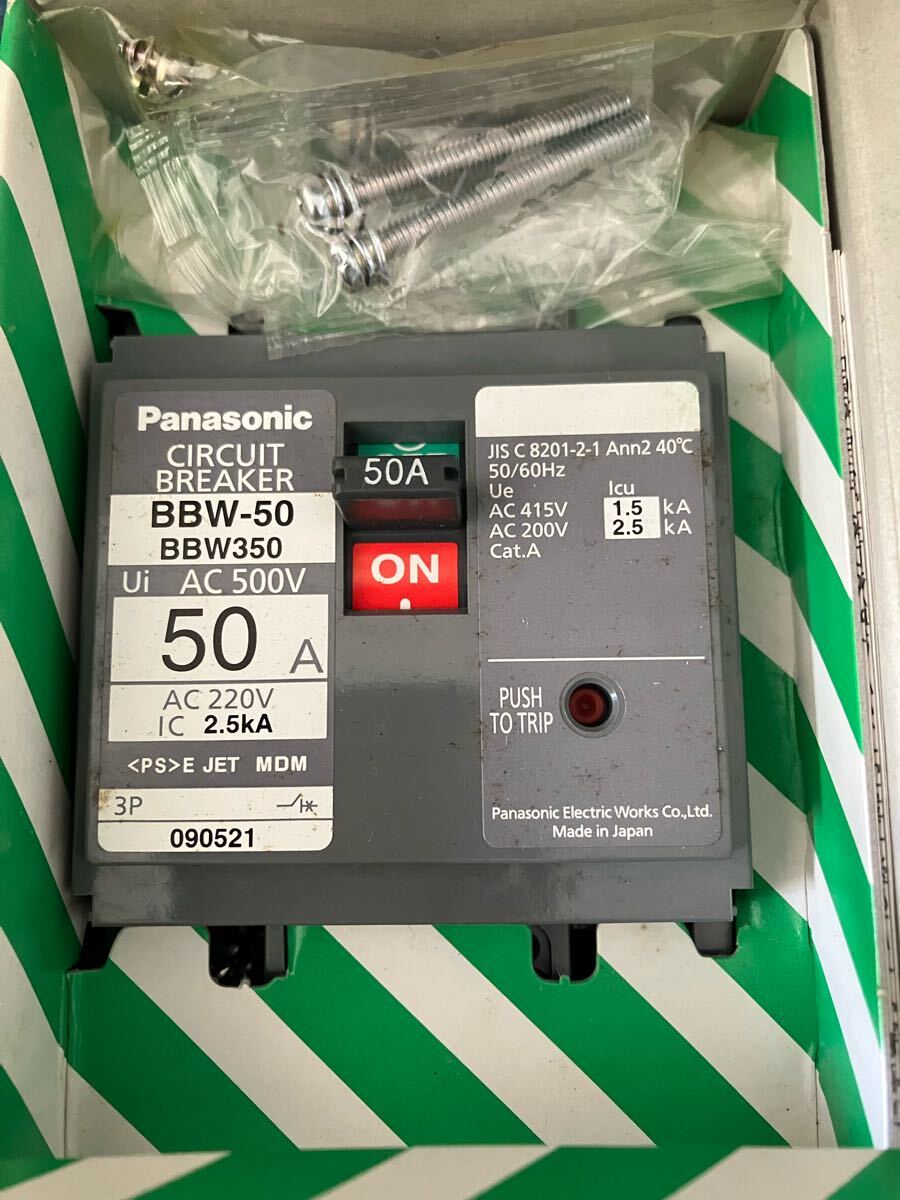 Panasonic
CIRCUIT
BREAKER
BBW-50
BBW350
Ui AC 500V
50 A
AC 220V
IC 2.5kA
<PS>E JET MDM
3P
090521
50A
ON
JIS C 8201-2-1 Ann2 40℃
50/60Hz
Ue Icu
AC 415V 1.5 kA
AC 200V 2.5 kA
Cat.A
PUSH
TO TRIP
Panasonic Electric Works Co.,Ltd.
Made in Japan